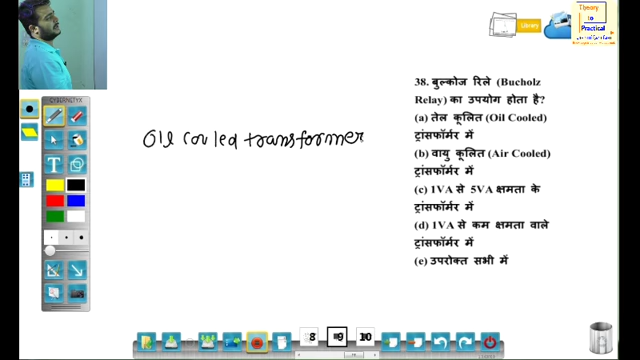 Theory
to
Practical
Library
CYBERNETYX
Oil cooled transformer
38. बुल्कोज रिले (Bucholz
Relay) का उपयोग होता है?
(a) तेल कूलित (Oil Cooled)
ट्रांसफॉर्मर में
(b) वायु कूलित (Air Cooled)
ट्रांसफॉर्मर में
(c) 1VA से 5VA क्षमता के
ट्रांसफॉर्मर में
(d) 1VA से कम क्षमता वाले
ट्रांसफॉर्मर में
(e) उपरोक्त सभी में
8 9 10